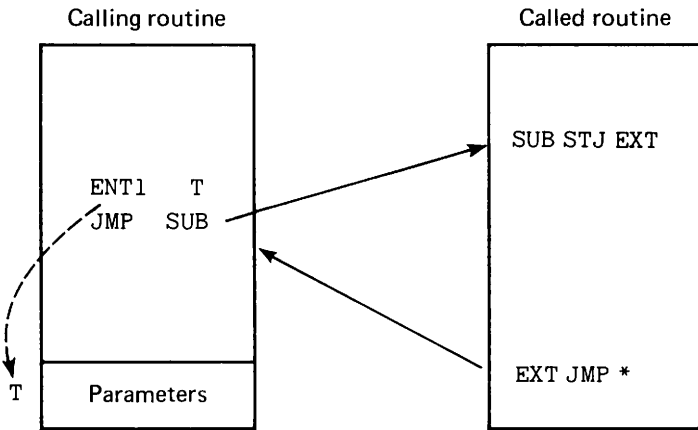 Calling routine
Called routine
SUB STJ EXT
ENT1 T
JMP SUB
EXT JMP *
T
Parameters